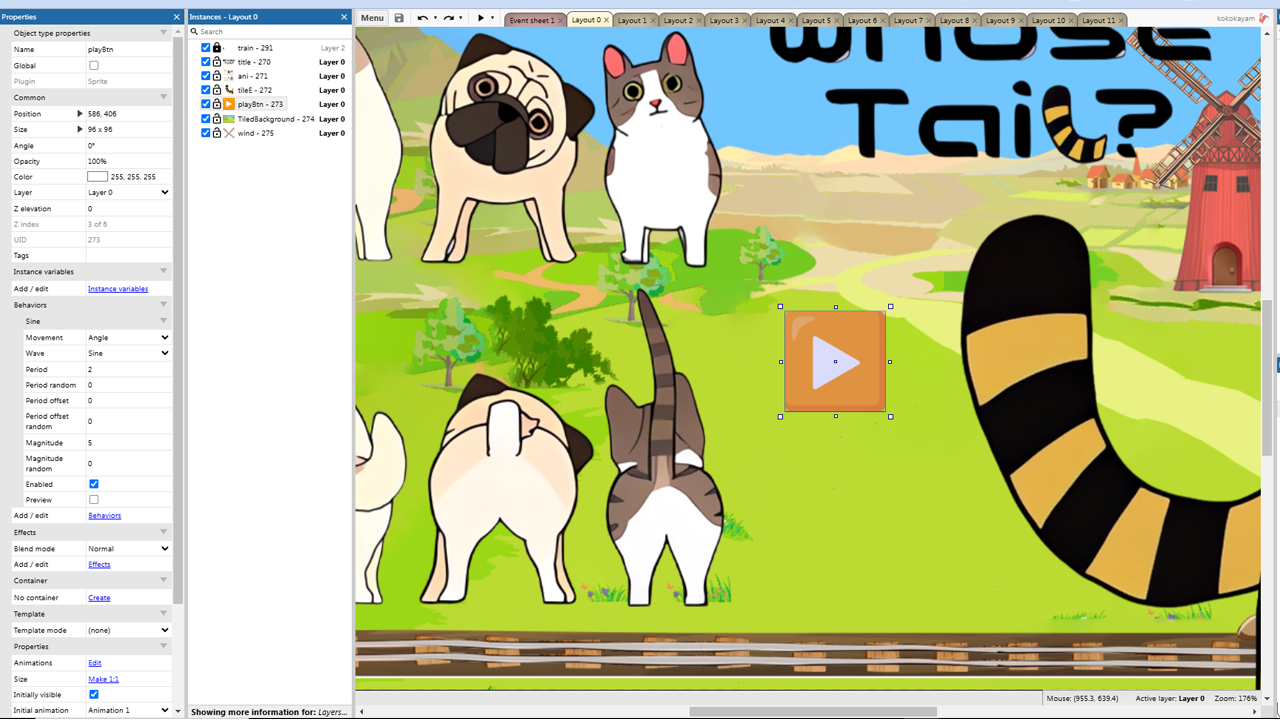 Properties
Object type properties
Name playBtn
Global
Plugin Sprite
Common
Position 586, 406
Size 96 x 96
Angle 0°
Opacity 100%
Color 255, 255, 255
Layer Layer 0
Z elevation 0
Z index 3 of 6
UID 273
Tags
Instance variables
Add / edit Instance variables
Behaviors
Sine
Movement Angle
Wave Sine
Period 2
Period random 0
Period offset 0
Period offset random 0
Magnitude 5
Magnitude random 0
Enabled
Preview
Add / edit Behaviors
Effects
Blend mode Normal
Add / edit Effects
Container
No container Create
Template
Template mode (none)
Properties
Animations Edit
Size Make 1:1
Initially visible
Initial animation Animation 1
Instances - Layout 0
Search
train - 291 Layer 2
title - 270 Layer 0
ani - 271 Layer 0
tileE - 272 Layer 0
playBtn - 273 Layer 0
TiledBackground - 274 Layer 0
wind - 275 Layer 0
Showing more information for: Layers...
Menu
Event sheet 1
Layout 0
Layout 1
Layout 2
Layout 3
Layout 4
Layout 5
Layout 6
Layout 7
Layout 8
Layout 9
Layout 10
Layout 11
kokokayam
whose
Tail?
Mouse: (955.3, 639.4) Active layer: Layer 0 Zoom: 176%